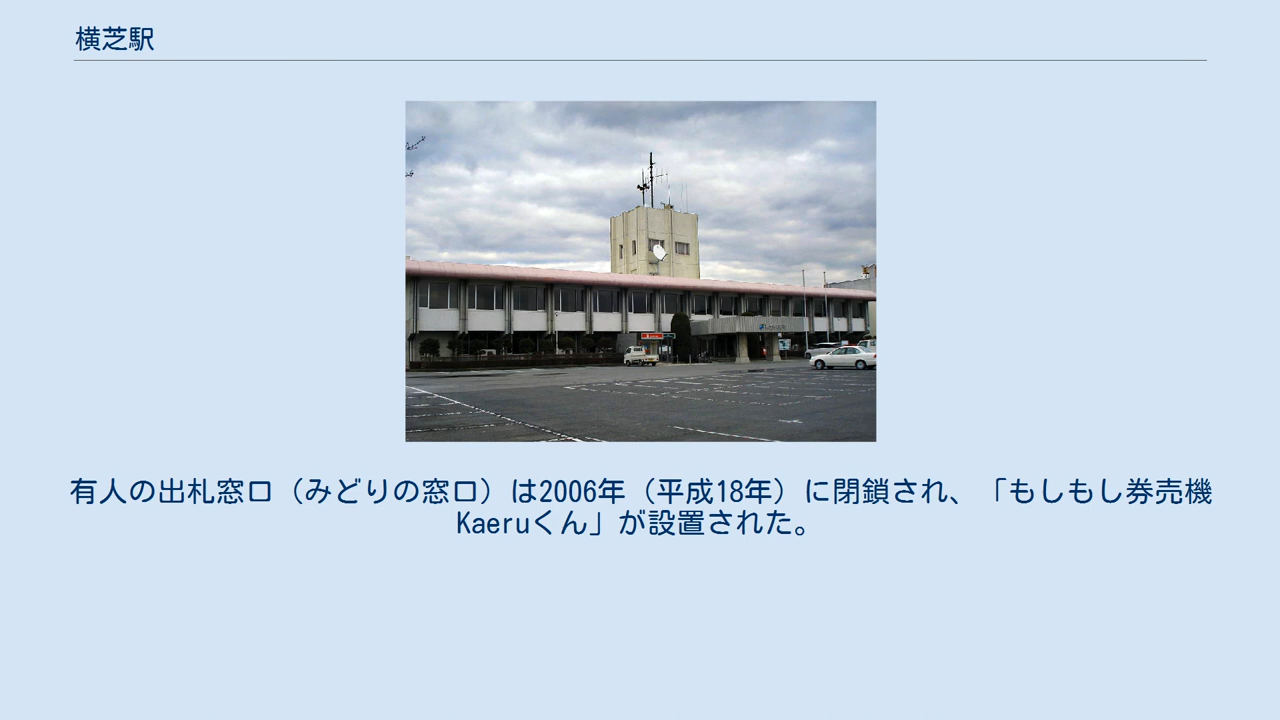 横芝駅
有人の出札窓口（みどりの窓口）は2006年（平成18年）に閉鎖され、「もしもし券売機
Kaeruくん」が設置された。